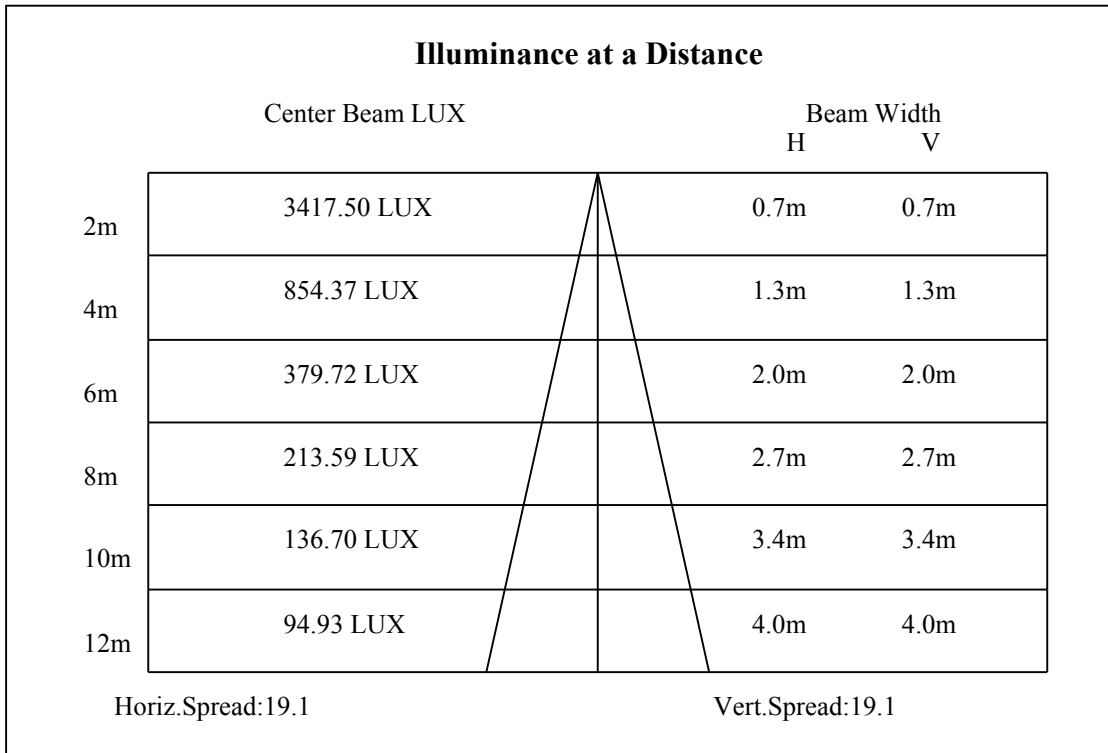 Illuminance at a Distance
Center Beam LUX Beam Width
H V
2m 3417.50 LUX 0.7m 0.7m
4m 854.37 LUX 1.3m 1.3m
6m 379.72 LUX 2.0m 2.0m
8m 213.59 LUX 2.7m 2.7m
10m 136.70 LUX 3.4m 3.4m
12m 94.93 LUX 4.0m 4.0m
Horiz.Spread:19.1 Vert.Spread:19.1